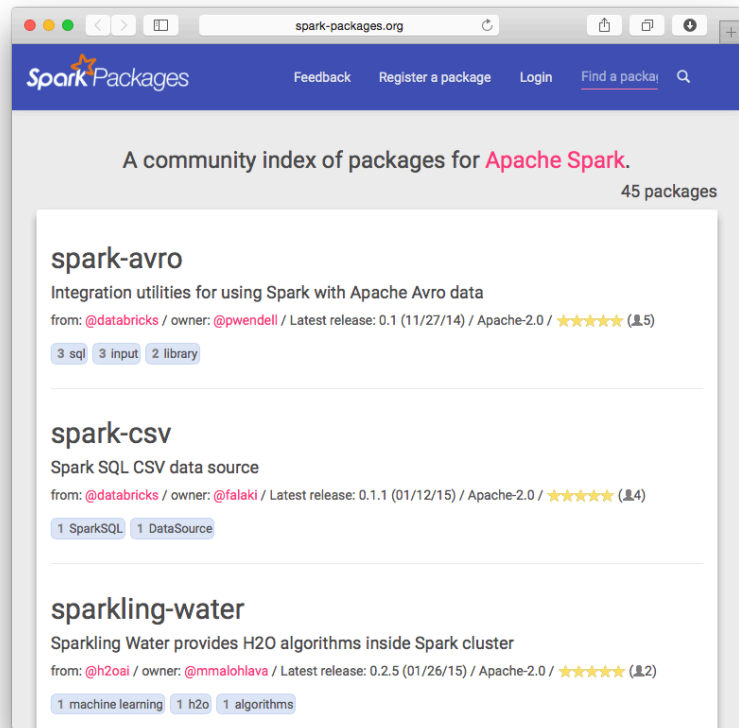 spark-packages.org
Spark Packages Feedback Register a package Login Find a packa
A community index of packages for Apache Spark.
45 packages
spark-avro
Integration utilities for using Spark with Apache Avro data
from: @databricks / owner: @pwendell / Latest release: 0.1 (11/27/14) / Apache-2.0 / ★★★★★ (5)
3 sql 3 input 2 library
spark-csv
Spark SQL CSV data source
from: @databricks / owner: @falaki / Latest release: 0.1.1 (01/12/15) / Apache-2.0 / ★★★★★ (4)
1 SparkSQL 1 DataSource
sparkling-water
Sparkling Water provides H2O algorithms inside Spark cluster
from: @h2oai / owner: @mmalohlava / Latest release: 0.2.5 (01/26/15) / Apache-2.0 / ★★★★★ (2)
1 machine learning 1 h2o 1 algorithms